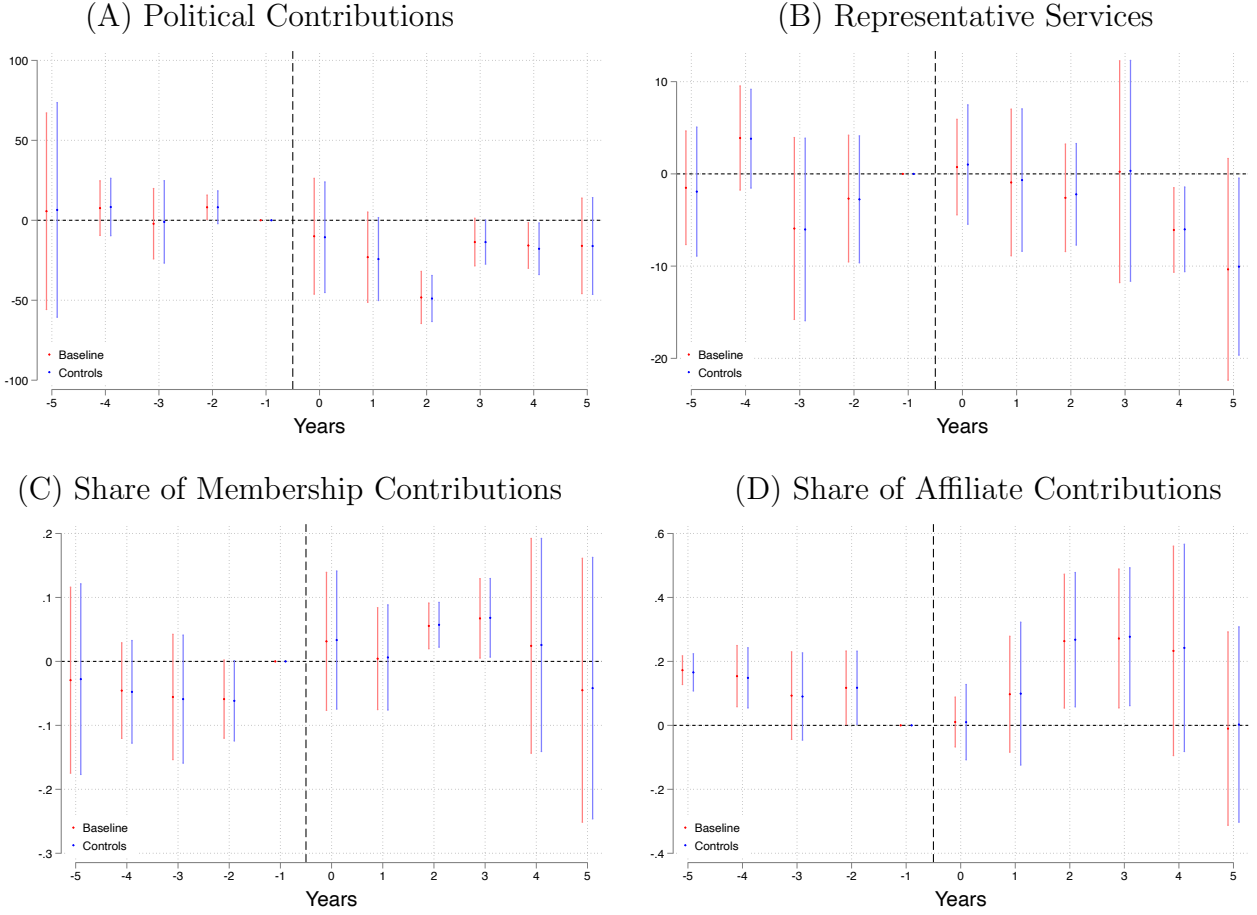 (A) Political Contributions
100
50
0
-50
-100
Baseline
Controls
-5 -4 -3 -2 -1 0 1 2 3 4 5
Years
(B) Representative Services
10
0
-10
-20
Baseline
Controls
-5 -4 -3 -2 -1 0 1 2 3 4 5
Years
(C) Share of Membership Contributions
.2
.1
0
-.1
-.2
-.3
Baseline
Controls
-5 -4 -3 -2 -1 0 1 2 3 4 5
Years
(D) Share of Affiliate Contributions
.6
.4
.2
0
-.2
-.4
Baseline
Controls
-5 -4 -3 -2 -1 0 1 2 3 4 5
Years